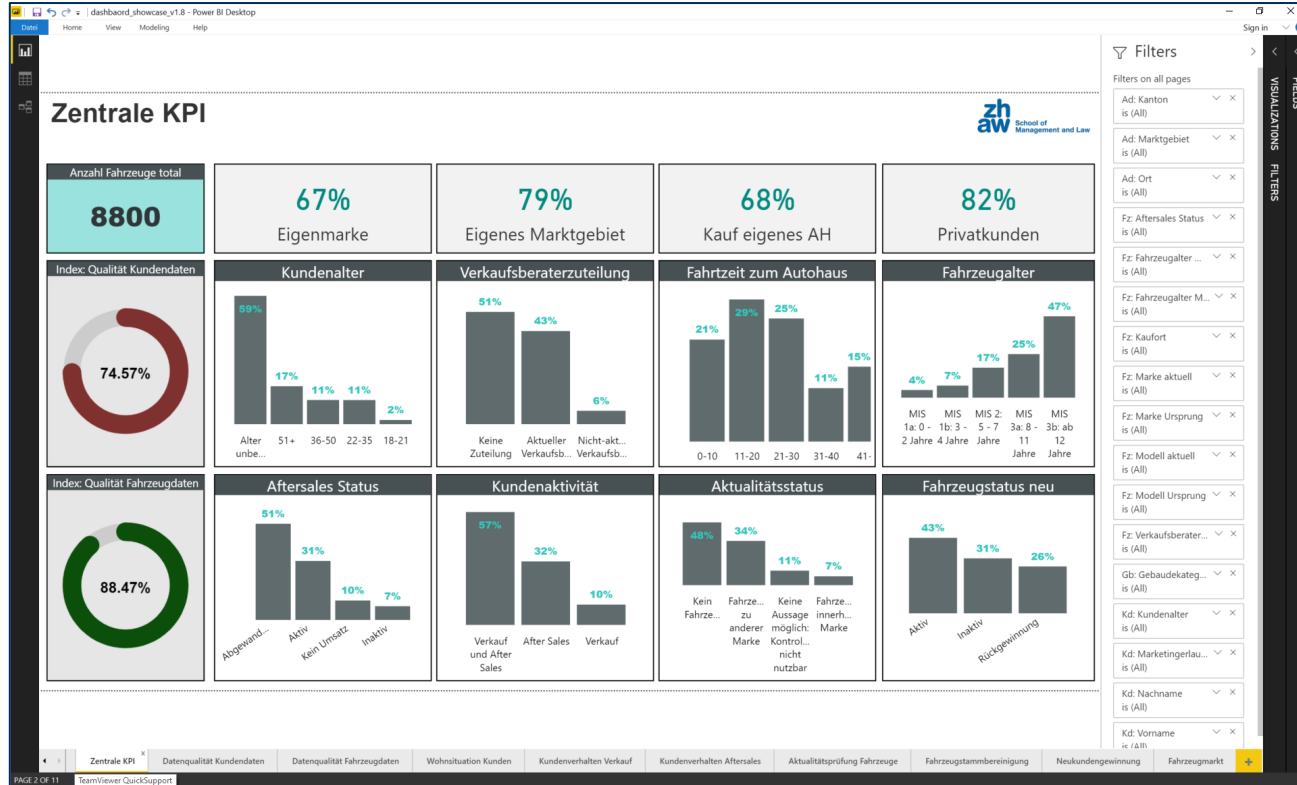 dashbaord_showcase_v1.8 - Power BI Desktop
Datei Home View Modeling Help Sign in
Zentrale KPI
zh
aw School of
Management and Law
Anzahl Fahrzeuge total
8800
67%
Eigenmarke
79%
Eigenes Marktgebiet
68%
Kauf eigenes AH
82%
Privatkunden
Index: Qualität Kundendaten
74.57%
Kundenalter
59%
17%
11%
11%
2%
Alter
unbe...
51+
36-50
22-35
18-21
Verkaufsberaterzuteilung
51%
43%
6%
Keine
Zuteilung
Aktueller
Verkaufsb...
Nicht-akt...
Verkaufsb...
Fahrtzeit zum Autohaus
21%
29%
25%
11%
15%
0-10
11-20
21-30
31-40
41-
Fahrzeugalter
4%
7%
17%
25%
47%
MIS
1a: 0 -
2 Jahre
MIS
1b: 3 -
4 Jahre
MIS 2:
5 - 7
Jahre
MIS
3a: 8 -
11
Jahre
MIS
3b: ab
12
Jahre
Index: Qualität Fahrzeugdaten
88.47%
Aftersales Status
51%
31%
10%
7%
Abgewand...
Aktiv
Kein Umsatz
Inaktiv
Kundenaktivität
57%
32%
10%
Verkauf
und After
Sales
After Sales
Verkauf
Aktualitätsstatus
48%
34%
11%
7%
Kein
Fahrze...
Fahrze...
zu
anderer
Marke
Keine
Aussage
möglich:
Kontrol...
nicht
nutzbar
Fahrze...
innerh...
Marke
Fahrzeugstatus neu
43%
31%
26%
Aktiv
Inaktiv
Rückgewinnung
Filters
Filters on all pages
Ad: Kanton
is (All)
Ad: Marktgebiet
is (All)
Ad: Ort
is (All)
Fz: Aftersales Status
is (All)
Fz: Fahrzeugalter ...
is (All)
Fz: Fahrzeugalter M...
is (All)
Fz: Kaufort
is (All)
Fz: Marke aktuell
is (All)
Fz: Marke Ursprung
is (All)
Fz: Modell aktuell
is (All)
Fz: Modell Ursprung
is (All)
Fz: Verkaufsberater...
is (All)
Gb: Gebaudekateg...
is (All)
Kd: Kundenalter
is (All)
Kd: Marketingerlau...
is (All)
Kd: Nachname
is (All)
Kd: Vorname
is (All)
VISUALIZATIONS
FILTERS
FIELDS
Zentrale KPI
Datenqualität Kundendaten
Datenqualität Fahrzeugdaten
Wohnsituation Kunden
Kundenverhalten Verkauf
Kundenverhalten Aftersales
Aktualitätsprüfung Fahrzeuge
Fahrzeugstammbereinigung
Neukundengewinnung
Fahrzeugmarkt
PAGE 2 OF 11
TeamViewer QuickSupport